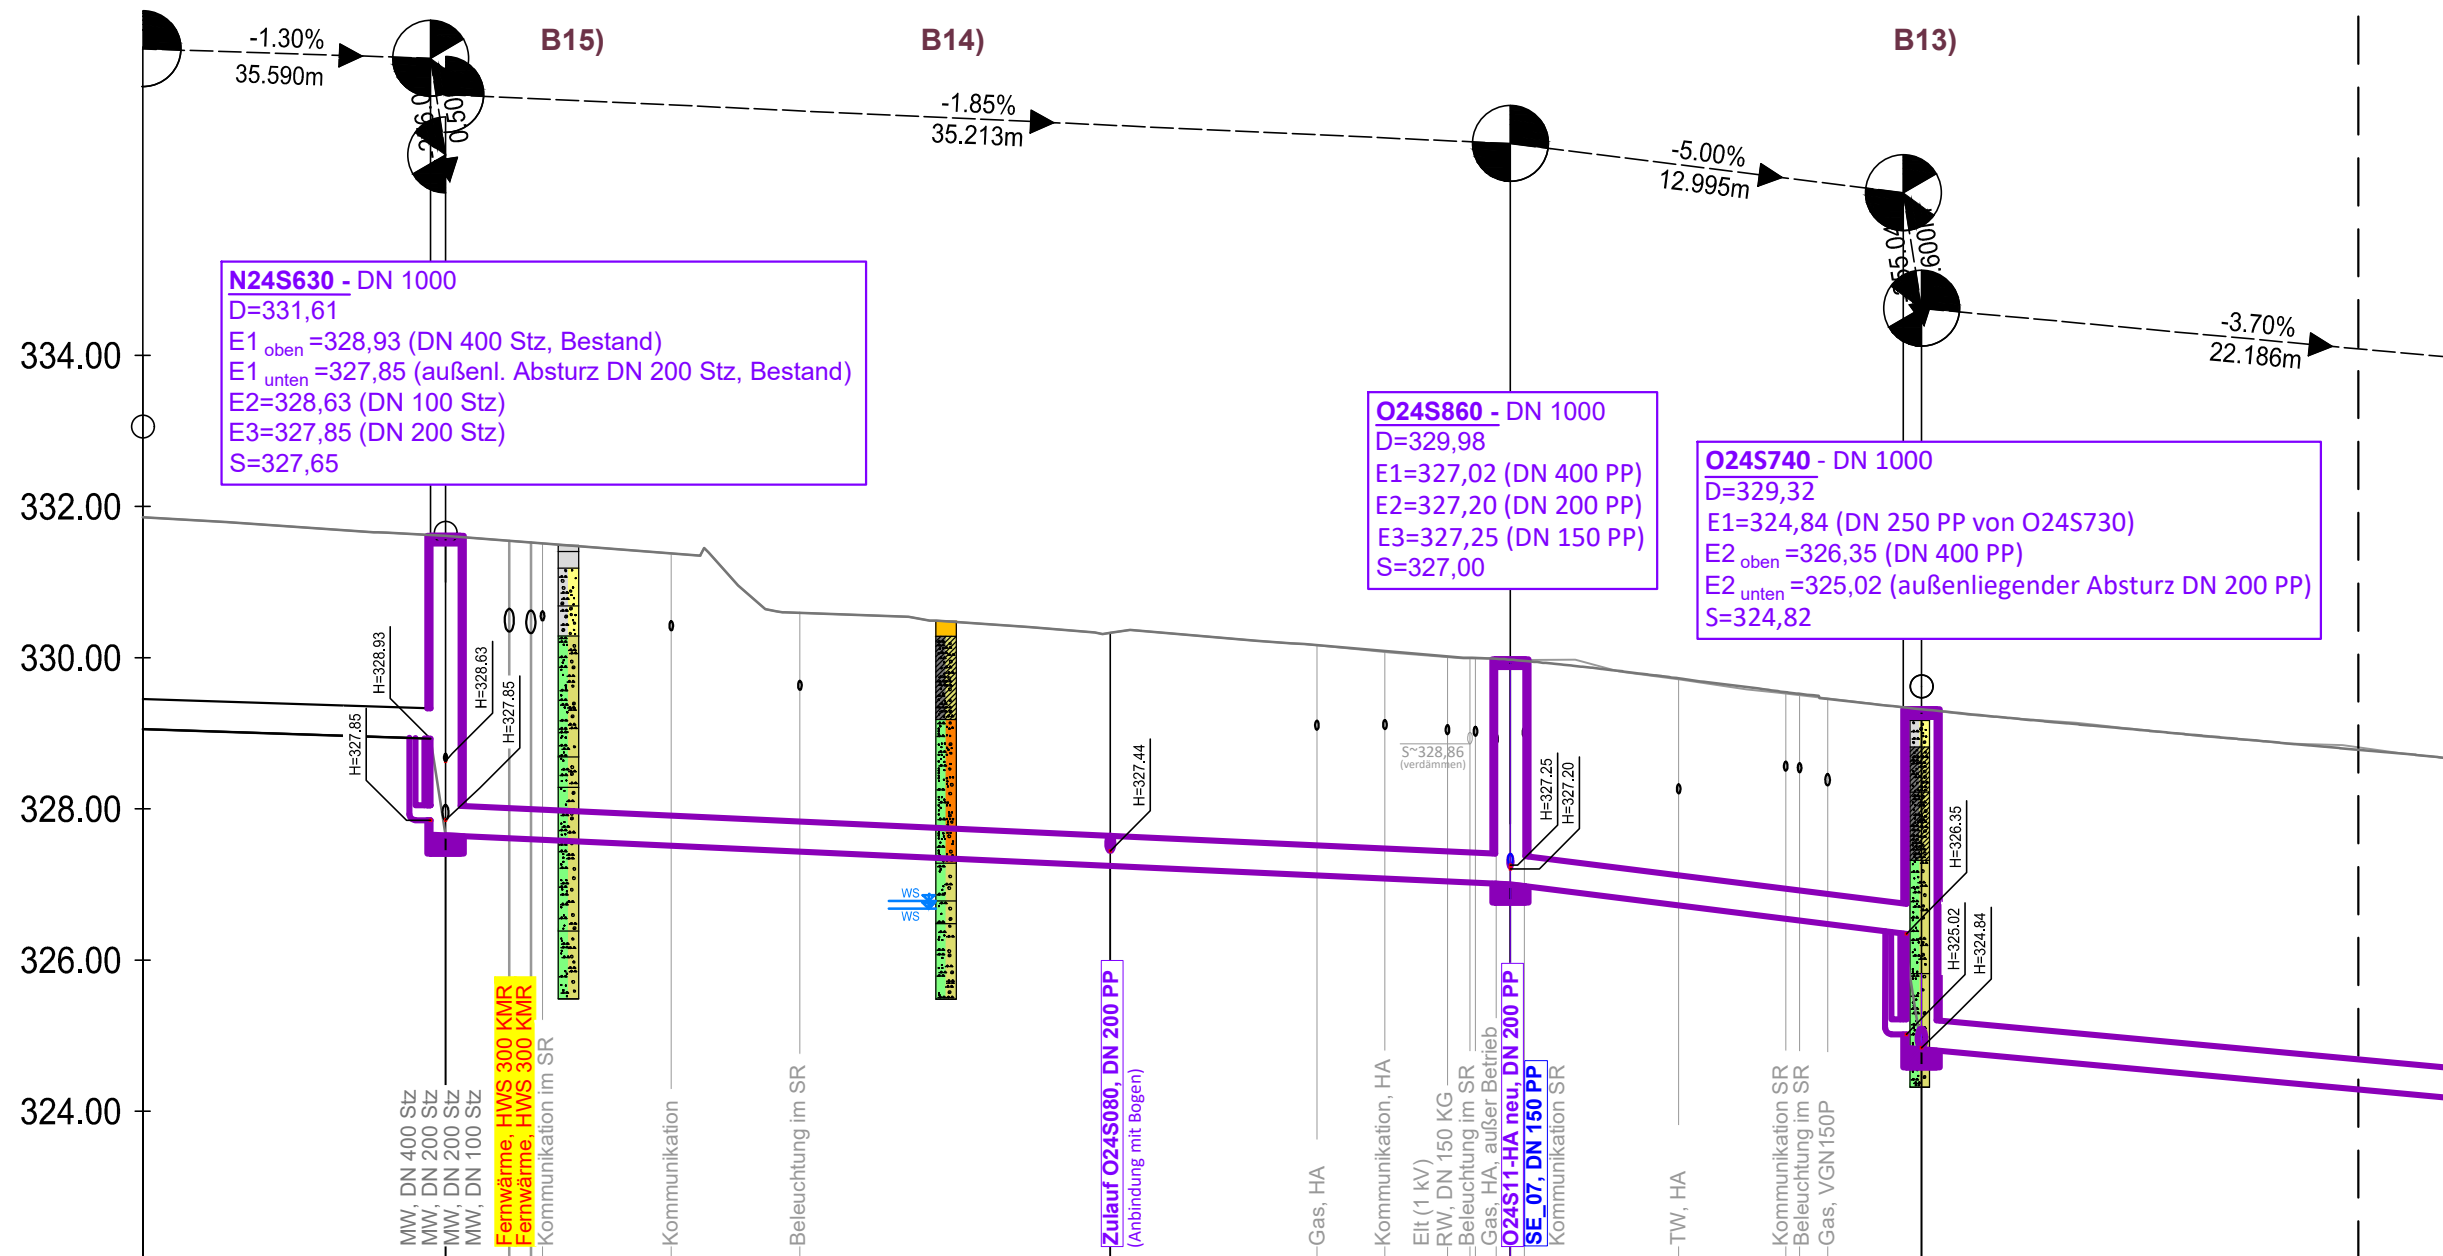 B15)
B14)
B13)
-1.30%
35.590m
-1.85%
35.213m
-5.00%
12.995m
-3.70%
22.186m
N24S630 - DN 1000
D=331,61
E1 oben =328,93 (DN 400 Stz, Bestand)
E1 unten =327,85 (außenl. Absturz DN 200 Stz, Bestand)
E2=328,63 (DN 100 Stz)
E3=327,85 (DN 200 Stz)
S=327,65
O24S860 - DN 1000
D=329,98
E1=327,02 (DN 400 PP)
E2=327,20 (DN 200 PP)
E3=327,25 (DN 150 PP)
S=327,00
O24S740 - DN 1000
D=329,32
E1=324,84 (DN 250 PP von O24S730)
E2 oben =326,35 (DN 400 PP)
E2 unten =325,02 (außenliegender Absturz DN 200 PP)
S=324,82
334.00
332.00
330.00
328.00
326.00
324.00
H=327.85
H=328.93
H=328.63
H=327.85
H=327.44
S~328,86
(verdämmen)
H=327.25
H=327.20
H=326.35
H=325.02
H=324.84
WS
WS
MW, DN 400 Stz
MW, DN 200 Stz
MW, DN 200 Stz
MW, DN 100 Stz
Fernwärme, HWS 300 KMR
Fernwärme, HWS 300 KMR
Kommunikation im SR
Kommunikation
Beleuchtung im SR
Zulauf O24S080, DN 200 PP
(Anbindung mit Bogen)
Gas, HA
Kommunikation, HA
Elt (1 kV)
RW, DN 150 KG
Beleuchtung im SR
Gas, HA, außer Betrieb
O24S11-HA neu, DN 200 PP
SE_07, DN 150 PP
Kommunikation SR
TW, HA
Kommunikation SR
Beleuchtung im SR
Gas, VGN150P